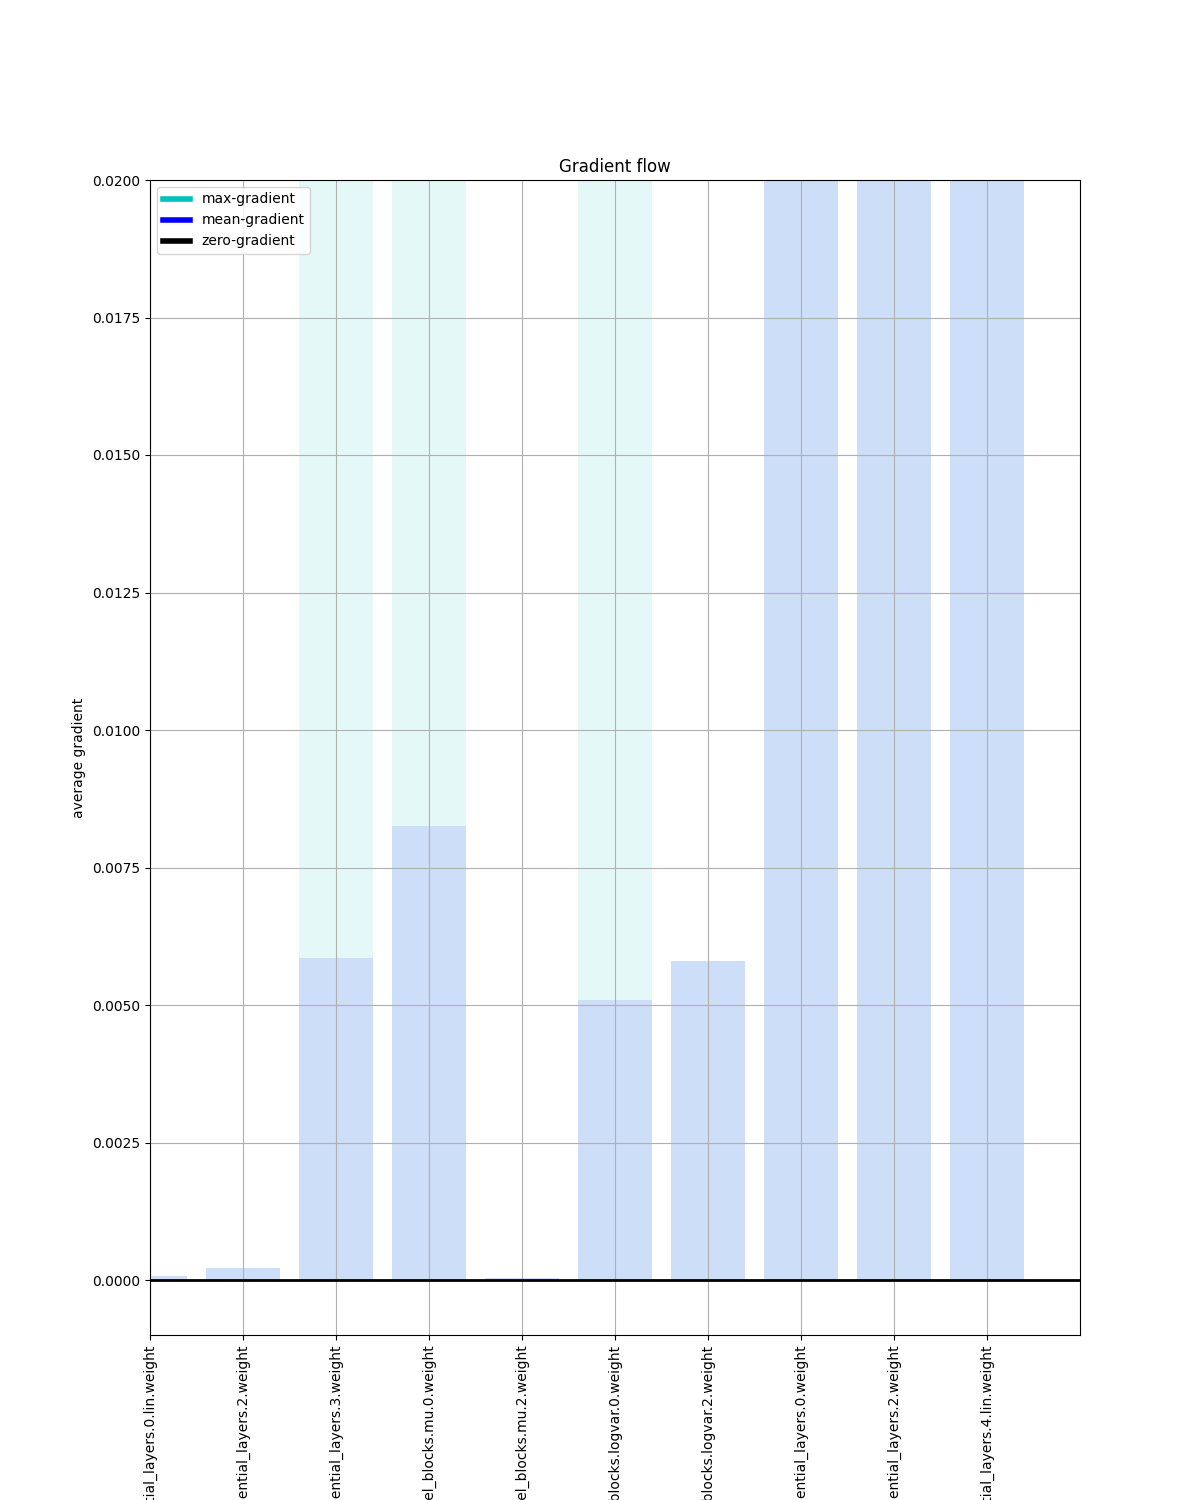 Gradient flow
max-gradient
mean-gradient
zero-gradient
0.0200
0.0175
0.0150
0.0125
0.0100
0.0075
0.0050
0.0025
0.0000
average gradient
tial_layers.0.lin.weight
ential_layers.2.weight
ential_layers.3.weight
el_blocks.mu.0.weight
el_blocks.mu.2.weight
blocks.logvar.0.weight
blocks.logvar.2.weight
ential_layers.0.weight
ential_layers.2.weight
tial_layers.4.lin.weight